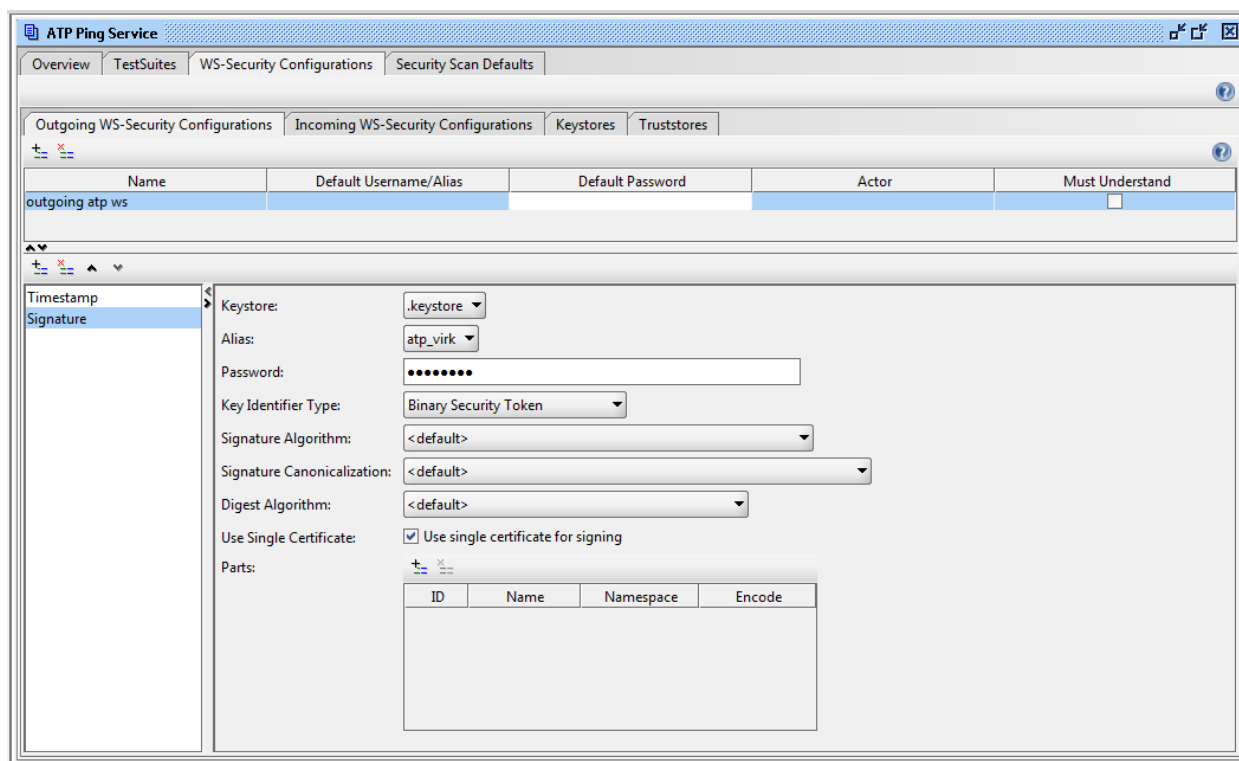 ATP Ping Service
Overview TestSuites WS-Security Configurations Security Scan Defaults
Outgoing WS-Security Configurations Incoming WS-Security Configurations Keystores Truststores
Name Default Username/Alias Default Password Actor Must Understand
outgoing atp ws
Timestamp
Signature
Keystore: .keystore
Alias: atp_virk
Password: ••••••••
Key Identifier Type: Binary Security Token
Signature Algorithm: <default>
Signature Canonicalization: <default>
Digest Algorithm: <default>
Use Single Certificate: Use single certificate for signing
Parts:
ID Name Namespace Encode